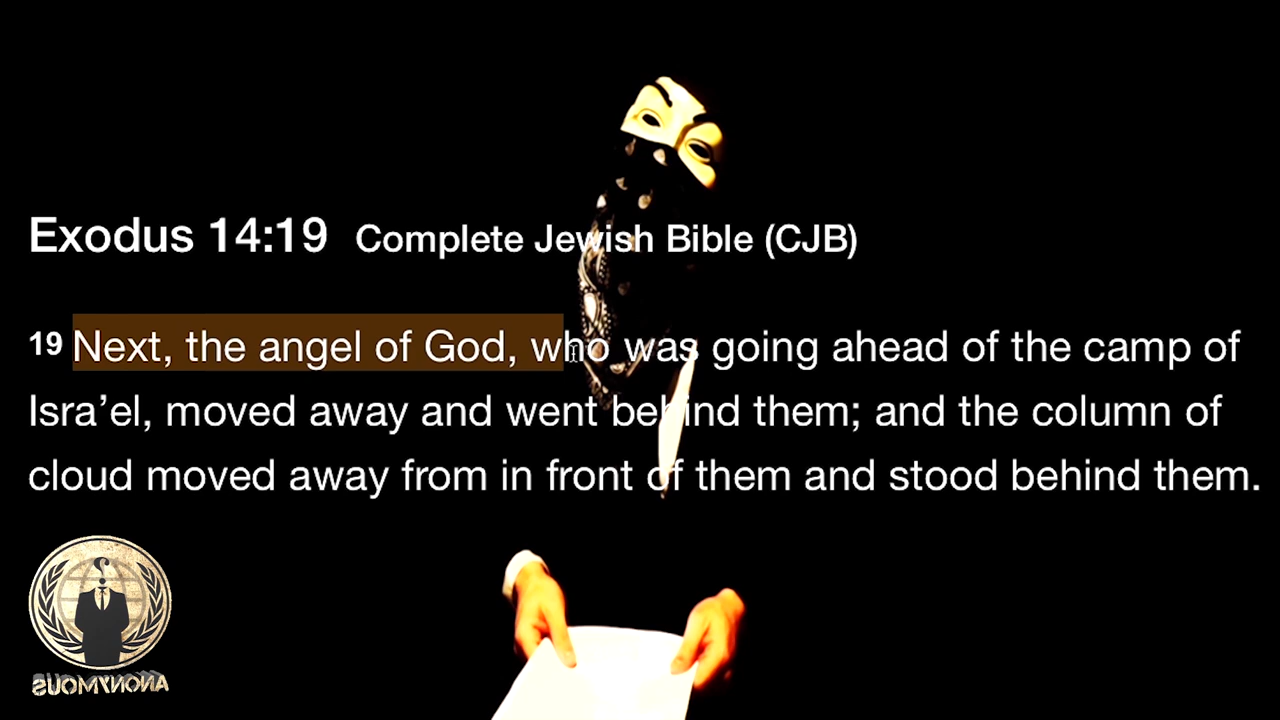 Exodus 14:19 Complete Jewish Bible (CJB)
19 Next, the angel of God, who was going ahead of the camp of
Isra’el, moved away and went behind them; and the column of
cloud moved away from in front of them and stood behind them.
ANONYMOUS